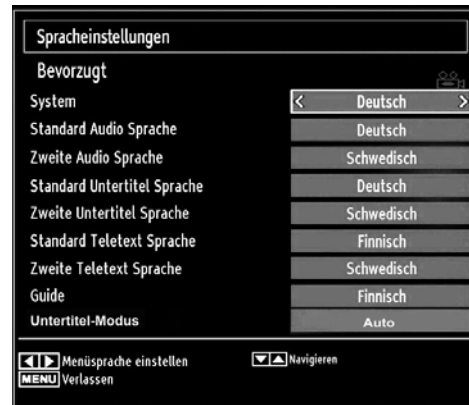 Spracheinstellungen
Bevorzugt
System < Deutsch >
Standard Audio Sprache Deutsch
Zweite Audio Sprache Schwedisch
Standard Untertitel Sprache Deutsch
Zweite Untertitel Sprache Schwedisch
Standard Teletext Sprache Finnisch
Zweite Teletext Sprache Schwedisch
Guide Finnisch
Untertitel-Modus Auto
Menüsprache einstellen Navigieren
MENU Verlassen